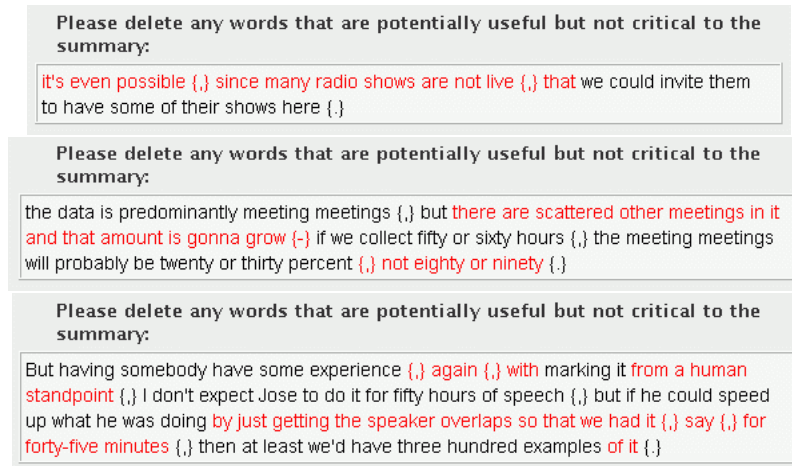 Please delete any words that are potentially useful but not critical to the
summary:
it's even possible {,} since many radio shows are not live {,} that we could invite them
to have some of their shows here {.}
Please delete any words that are potentially useful but not critical to the
summary:
the data is predominantly meeting meetings {,} but there are scattered other meetings in it
and that amount is gonna grow {-} if we collect fifty or sixty hours {,} the meeting meetings
will probably be twenty or thirty percent {,} not eighty or ninety {.}
Please delete any words that are potentially useful but not critical to the
summary:
But having somebody have some experience {,} again {,} with marking it from a human
standpoint {,} I don't expect Jose to do it for fifty hours of speech {,} but if he could speed
up what he was doing by just getting the speaker overlaps so that we had it {,} say {,} for
forty-five minutes {,} then at least we'd have three hundred examples of it {.}